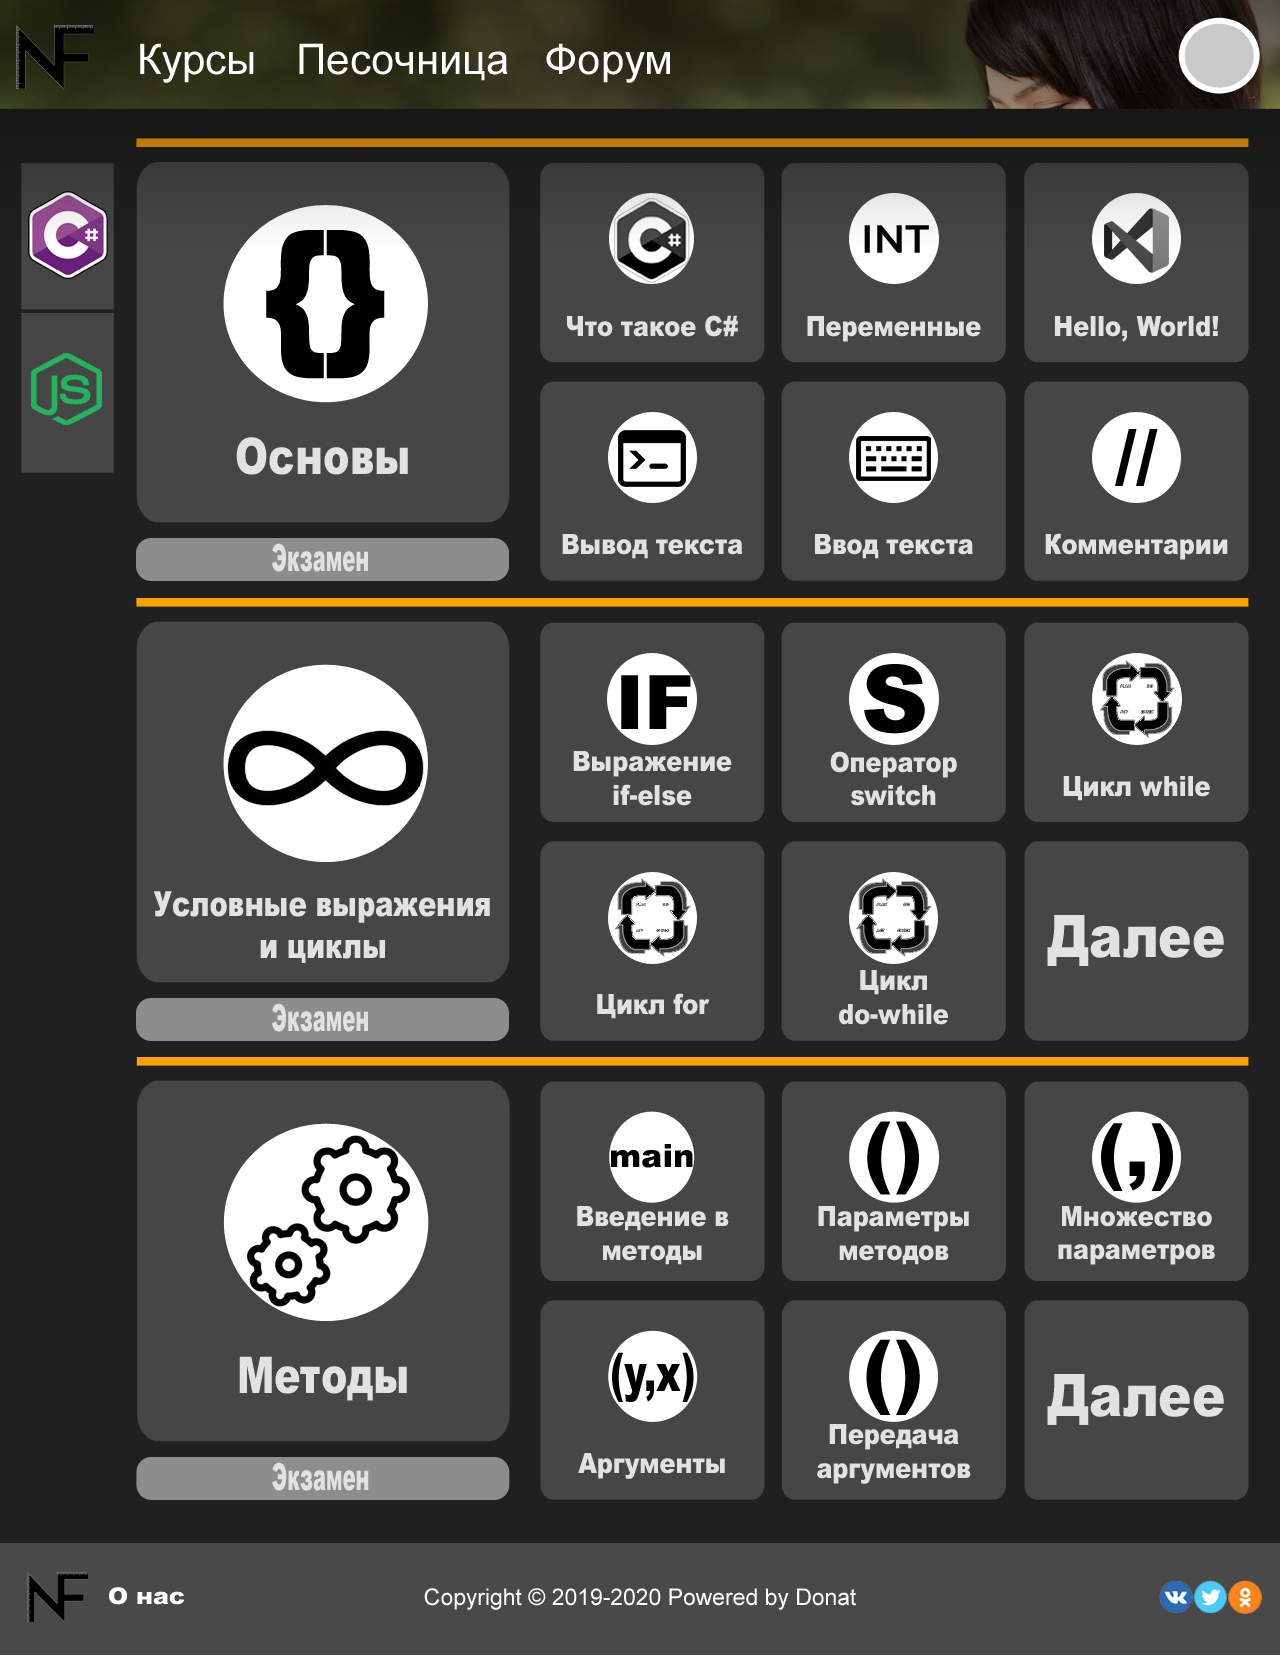 NF
Курсы Песочница Форум
C#
JS
{}
Основы
Экзамен
C#
Что такое C#
INT
Переменные
Hello, World!
Вывод текста
Ввод текста
//
Комментарии
Условные выражения
и циклы
Экзамен
IF
Выражение
if-else
S
Оператор
switch
Цикл while
Цикл for
Цикл
do-while
Далее
Методы
Экзамен
main
Введение в
методы
()
Параметры
методов
(,)
Множество
параметров
(y,x)
Аргументы
()
Передача
аргументов
Далее
NF
О нас
Copyright © 2019-2020 Powered by Donat